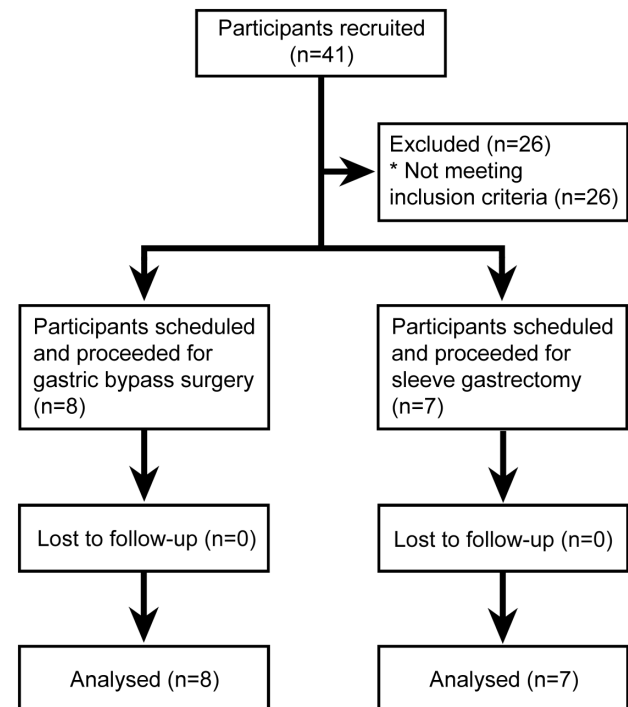 Participants recruited
(n=41)
Excluded (n=26)
* Not meeting
inclusion criteria (n=26)
Participants scheduled
and proceeded for
gastric bypass surgery
(n=8)
Participants scheduled
and proceeded for
sleeve gastrectomy
(n=7)
Lost to follow-up (n=0)
Lost to follow-up (n=0)
Analysed (n=8)
Analysed (n=7)